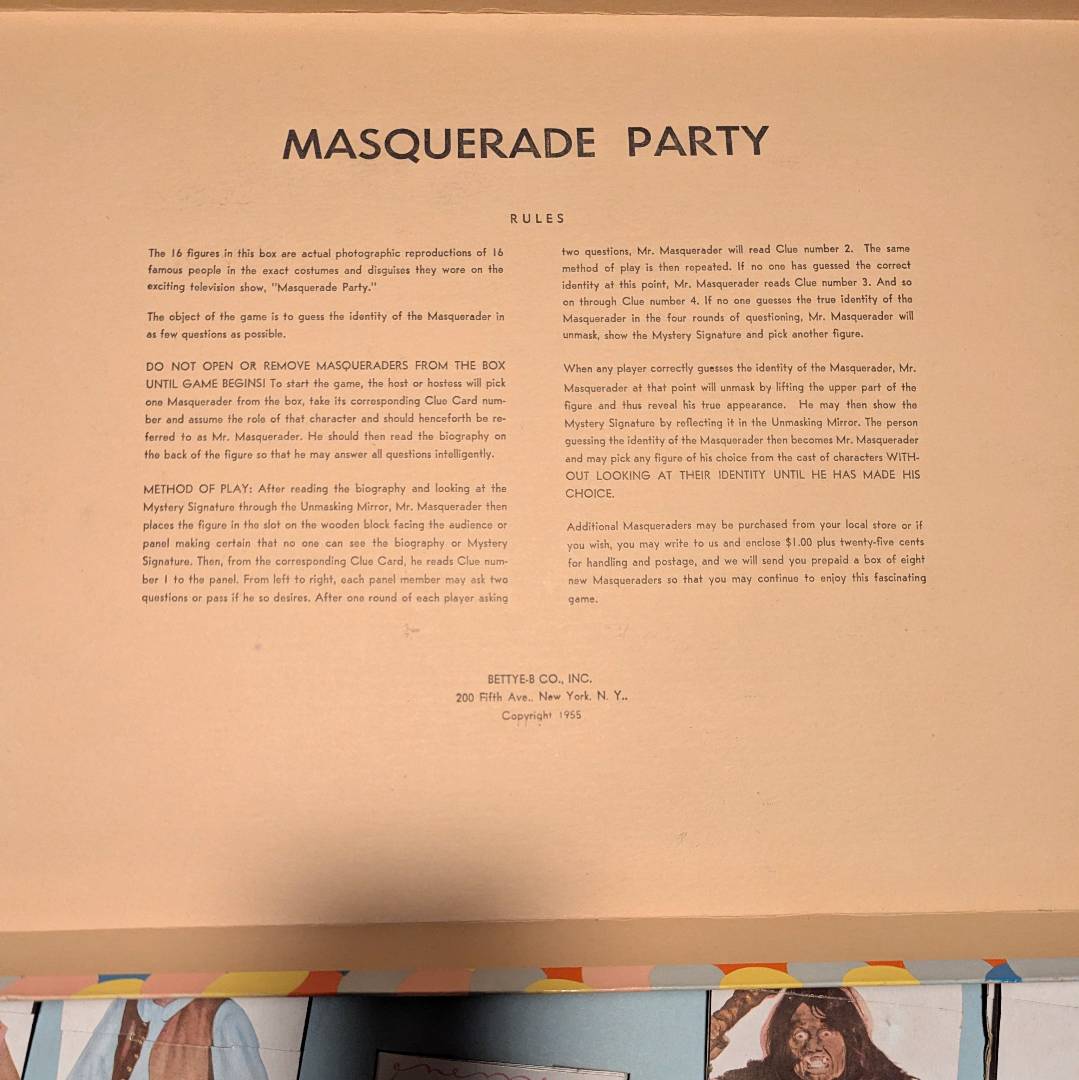 MASQUERADE PARTY
RULES
The 16 figures in this box are actual photographic reproductions of 16
famous people in the exact costumes and disguises they wore on the
exciting television show, "Masquerade Party."
The object of the game is to guess the identity of the Masquerader in
as few questions as possible.
DO NOT OPEN OR REMOVE MASQUERADERS FROM THE BOX
UNTIL GAME BEGINS! To start the game, the host or hostess will pick
one Masquerader from the box, take its corresponding Clue Card num-
ber and assume the role of that character and should henceforth be re-
ferred to as Mr. Masquerader. He should then read the biography on
the back of the figure so that he may answer all questions intelligently.
METHOD OF PLAY: After reading the biography and looking at the
Mystery Signature through the Unmasking Mirror, Mr. Masquerader then
places the figure in the slot on the wooden block facing the audience or
panel making certain that no one can see the biography or Mystery
Signature. Then, from the corresponding Clue Card, he reads Clue num-
ber 1 to the panel. From left to right, each panel member may ask two
questions or pass if he so desires. After one round of each player asking
two questions, Mr. Masquerader will read Clue number 2. The same
method of play is then repeated. If no one has guessed the correct
identity at this point, Mr. Masquerader reads Clue number 3. And so
on through Clue number 4. If no one guesses the true identity of the
Masquerader in the four rounds of questioning, Mr. Masquerader will
unmask, show the Mystery Signature and pick another figure.
When any player correctly guesses the identity of the Masquerader, Mr.
Masquerader at that point will unmask by lifting the upper part of the
figure and thus reveal his true appearance. He may then show the
Mystery Signature by reflecting it in the Unmasking Mirror. The person
guessing the identity of the Masquerader then becomes Mr. Masquerader
and may pick any figure of his choice from the cast of characters WITH-
OUT LOOKING AT THEIR IDENTITY UNTIL HE HAS MADE HIS
CHOICE.
Additional Masqueraders may be purchased from your local store or if
you wish, you may write to us and enclose $1.00 plus twenty-five cents
for handling and postage, and we will send you prepaid a box of eight
new Masqueraders so that you may continue to enjoy this fascinating
game.
BETTYE-B CO., INC.
200 Fifth Ave., New York, N. Y..
Copyright 1955